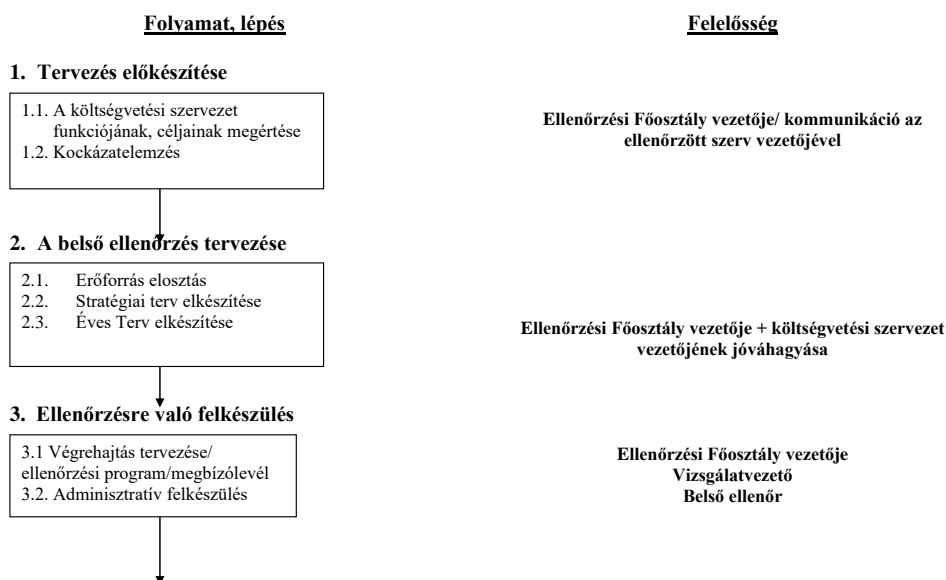 Folyamat, lépés
Felelősség
1. Tervezés előkészítése
1.1. A költségvetési szervezet
funkciójának, céljainak megértése
1.2. Kockázatelemzés
Ellenőrzési Főosztály vezetője/ kommunikáció az
ellenőrzött szerv vezetőjével
2. A belső ellenőrzés tervezése
2.1. Erőforrás elosztás
2.2. Stratégiai terv elkészítése
2.3. Éves Terv elkészítése
Ellenőrzési Főosztály vezetője + költségvetési szervezet
vezetőjének jóváhagyása
3. Ellenőrzésre való felkészülés
3.1 Végrehajtás tervezése/
ellenőrzési program/megbízólevél
3.2. Adminisztratív felkészülés
Ellenőrzési Főosztály vezetője
Vizsgálatvezető
Belső ellenőr